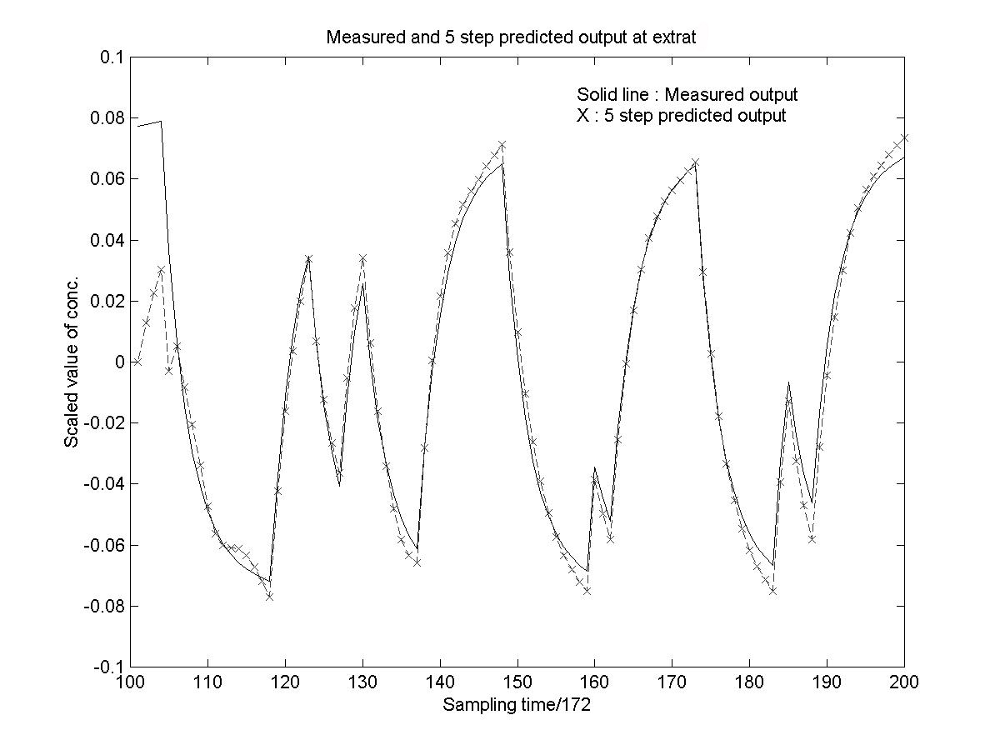 Measured and 5 step predicted output at extrat
Solid line : Measured output
X : 5 step predicted output
0.1
0.08
0.06
0.04
0.02
0
-0.02
-0.04
-0.06
-0.08
-0.1
Scaled value of conc.
100 110 120 130 140 150 160 170 180 190 200
Sampling time/172